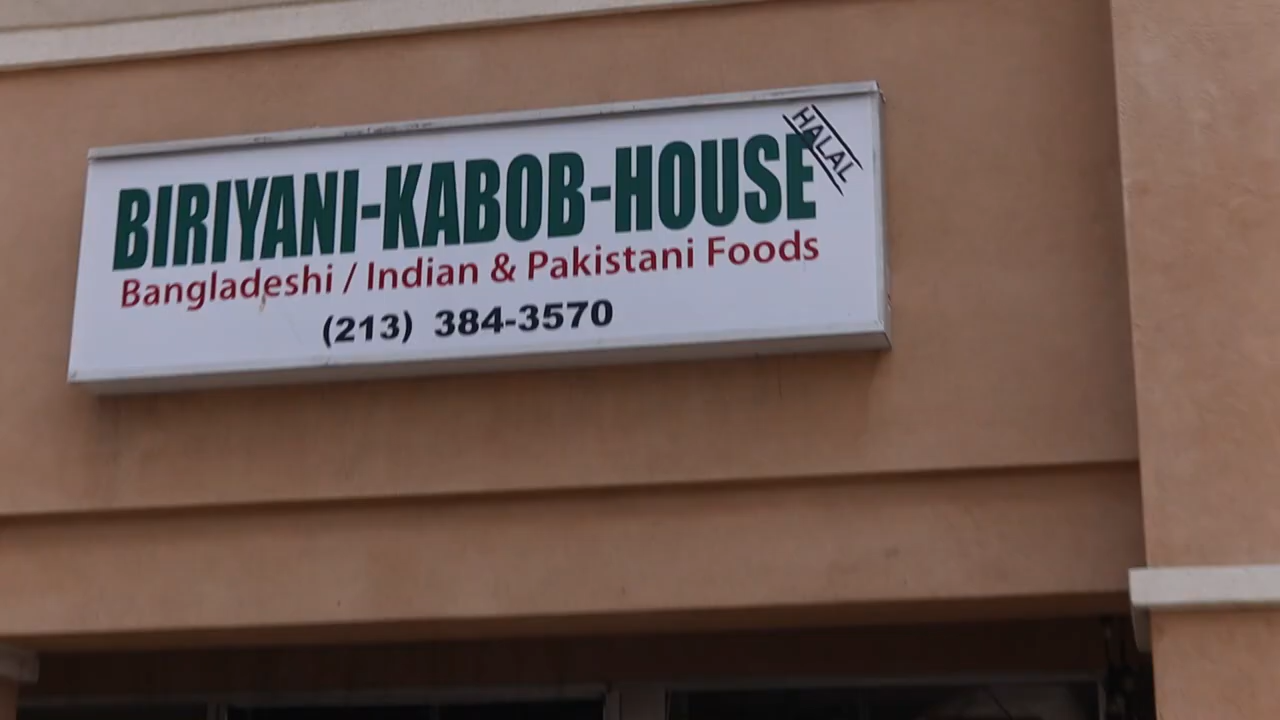 BIRIYANI-KABOB-HOUSE
HALAL
Bangladeshi / Indian & Pakistani Foods
(213) 384-3570